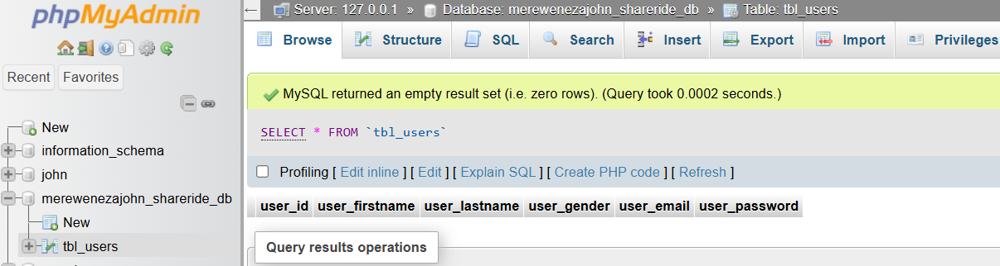 phpMyAdmin
Recent Favorites
New
information_schema
john
merewenezajohn_shareride_db
New
tbl_users
Server: 127.0.0.1 » Database: merewenezajohn_shareride_db » Table: tbl_users
Browse Structure SQL Search Insert Export Import Privileges
MySQL returned an empty result set (i.e. zero rows). (Query took 0.0002 seconds.)
SELECT * FROM `tbl_users`
Profiling [ Edit inline ] [ Edit ] [ Explain SQL ] [ Create PHP code ] [ Refresh ]
user_id user_firstname user_lastname user_gender user_email user_password
Query results operations